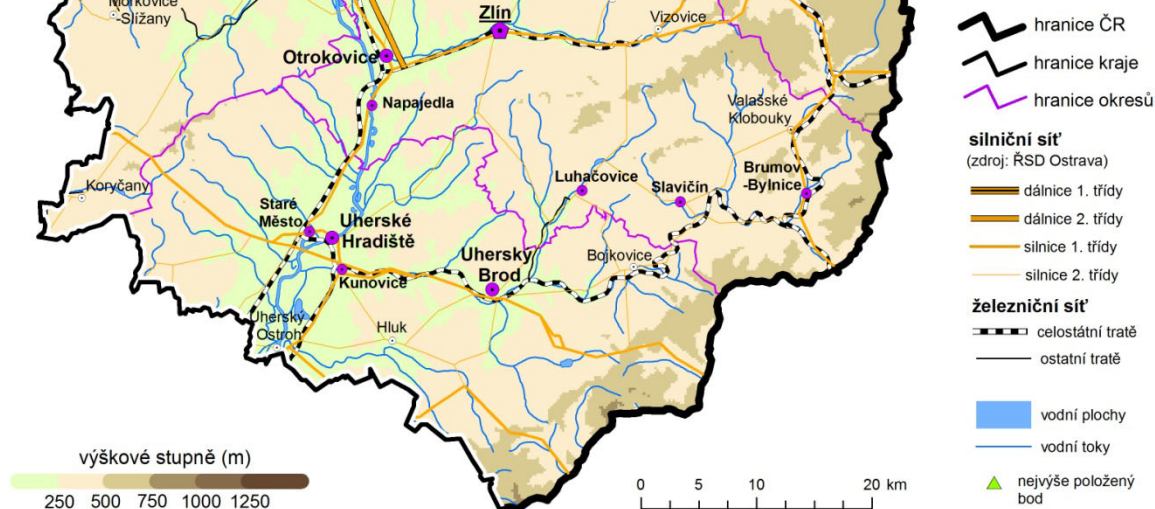 Morkovice
-Slížany
Zlín
Vizovice
Otrokovice
Napajedla
Valašské
Klobouky
Brumov
-Bylnice
Luhačovice
Slavičín
Koryčany
Staré
Město
Uherské
Hradiště
Uherský
Brod
Bojkovice
Kunovice
Uherský
Ostroh
Hluk
výškové stupně (m)
250 500 750 1000 1250
0 5 10 20 km
hranice ČR
hranice kraje
hranice okresů
silniční síť
(zdroj: ŘSD Ostrava)
dálnice 1. třídy
dálnice 2. třídy
silnice 1. třídy
silnice 2. třídy
železniční síť
celostátní tratě
ostatní tratě
vodní plochy
vodní toky
nejvýše položený
bod